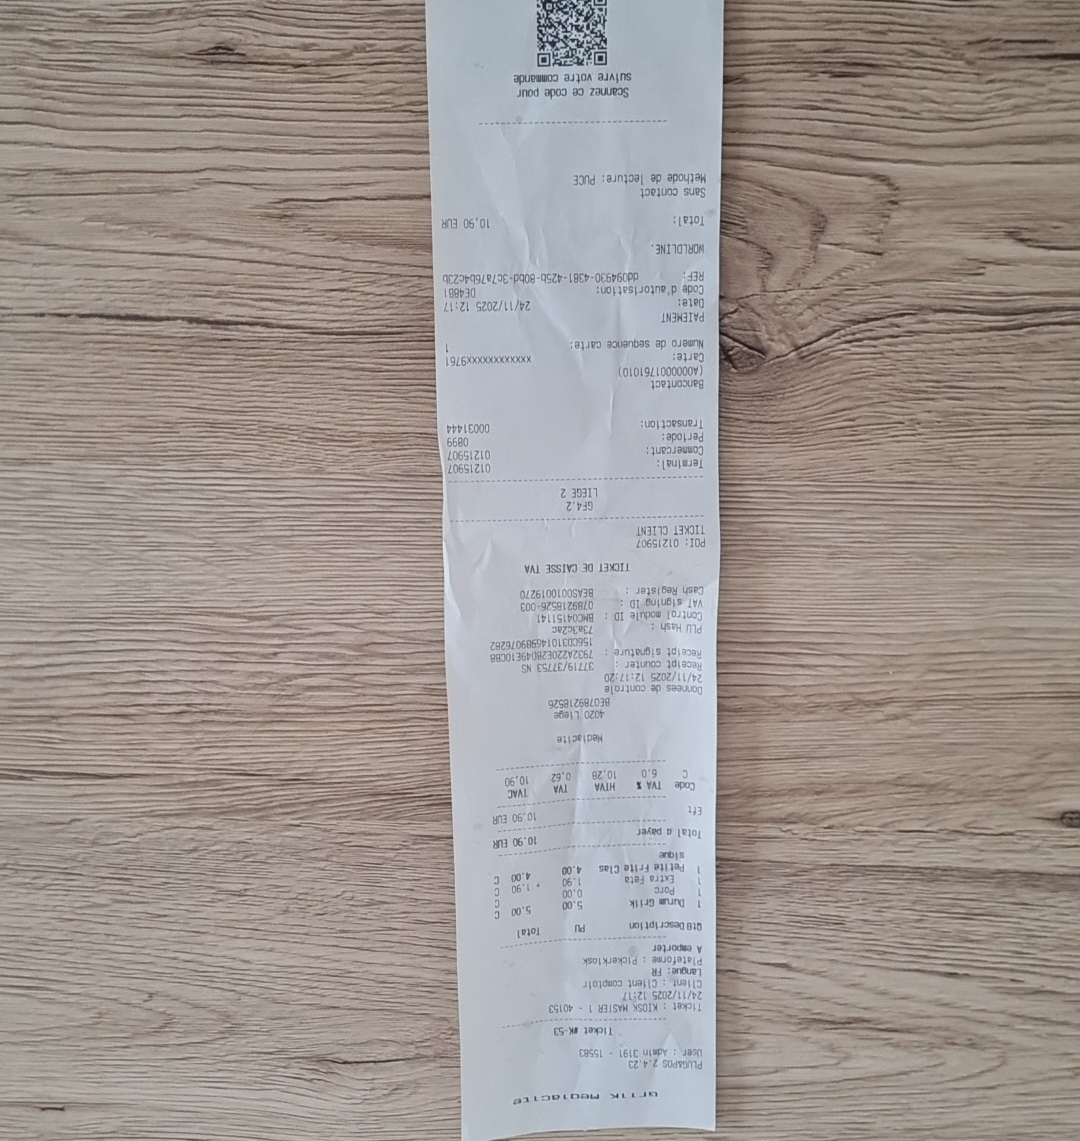 Griik Mediacite
PLUG&POS 2.4.23
User : Admin 3191 - 15583
Ticket #K-53
Ticket : KIOSK MASTER 1 - 40153
24/11/2025 12:17
Client : Client comptoir
Langue: FR
Plateforme : Pickerkiosk
A emporter
Qté Description PU Total
1 Durum Griik 5.00 5.00 C
1 Porc 0.00 C
1 Extra Feta 1.90 + 1.90 C
1 Petite Frite Clas 4.00 4.00 C
sique
Total a payer 10.90 EUR
Eft 10.90 EUR
Code TVA % HTVA TVA TVAC
C 6.0 10,28 0,62 10,90
Mediacite
4020 Liege
BE0789218526
Donnees de controle
24/11/2025 12:17:20
Receipt counter : 37719/37753 NS
Receipt signature : 7932A220E28D49E10CBB
156C03101469B9076282
PLU Hash : 73a3c2ac
Control module ID : BMC04151141
VAT signing ID : 0789218526-003
Cash Register : BEAS0010019270
TICKET DE CAISSE TVA
POI: 01215907
TICKET CLIENT
GF4.2
LIEGE 2
Terminal: 01215907
Commercant: 01215907
Periode: 0899
Transaction: 00031444
Bancontact
(A0000001761010)
Carte: xxxxxxxxxxxx9761
Numero de sequence carte: 1
PAIEMENT
Date: 24/11/2025 12:17
Code d'autorisation: DE4BB1
REF: dd094930-4381-425b-80bd-3c7a76b4c23b
WORLDLINE.
Total: 10,90 EUR
Sans contact
Methode de lecture: PUCE
Scannez ce code pour
suivre votre commande